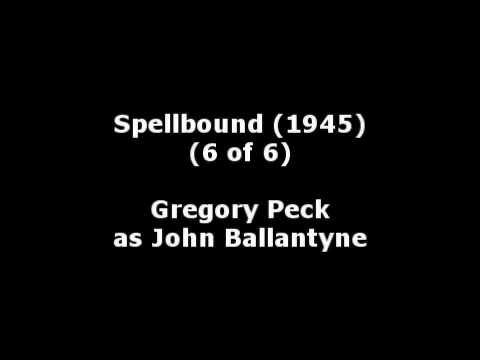 Spellbound (1945)
(6 of 6)
Gregory Peck
as John Ballantyne